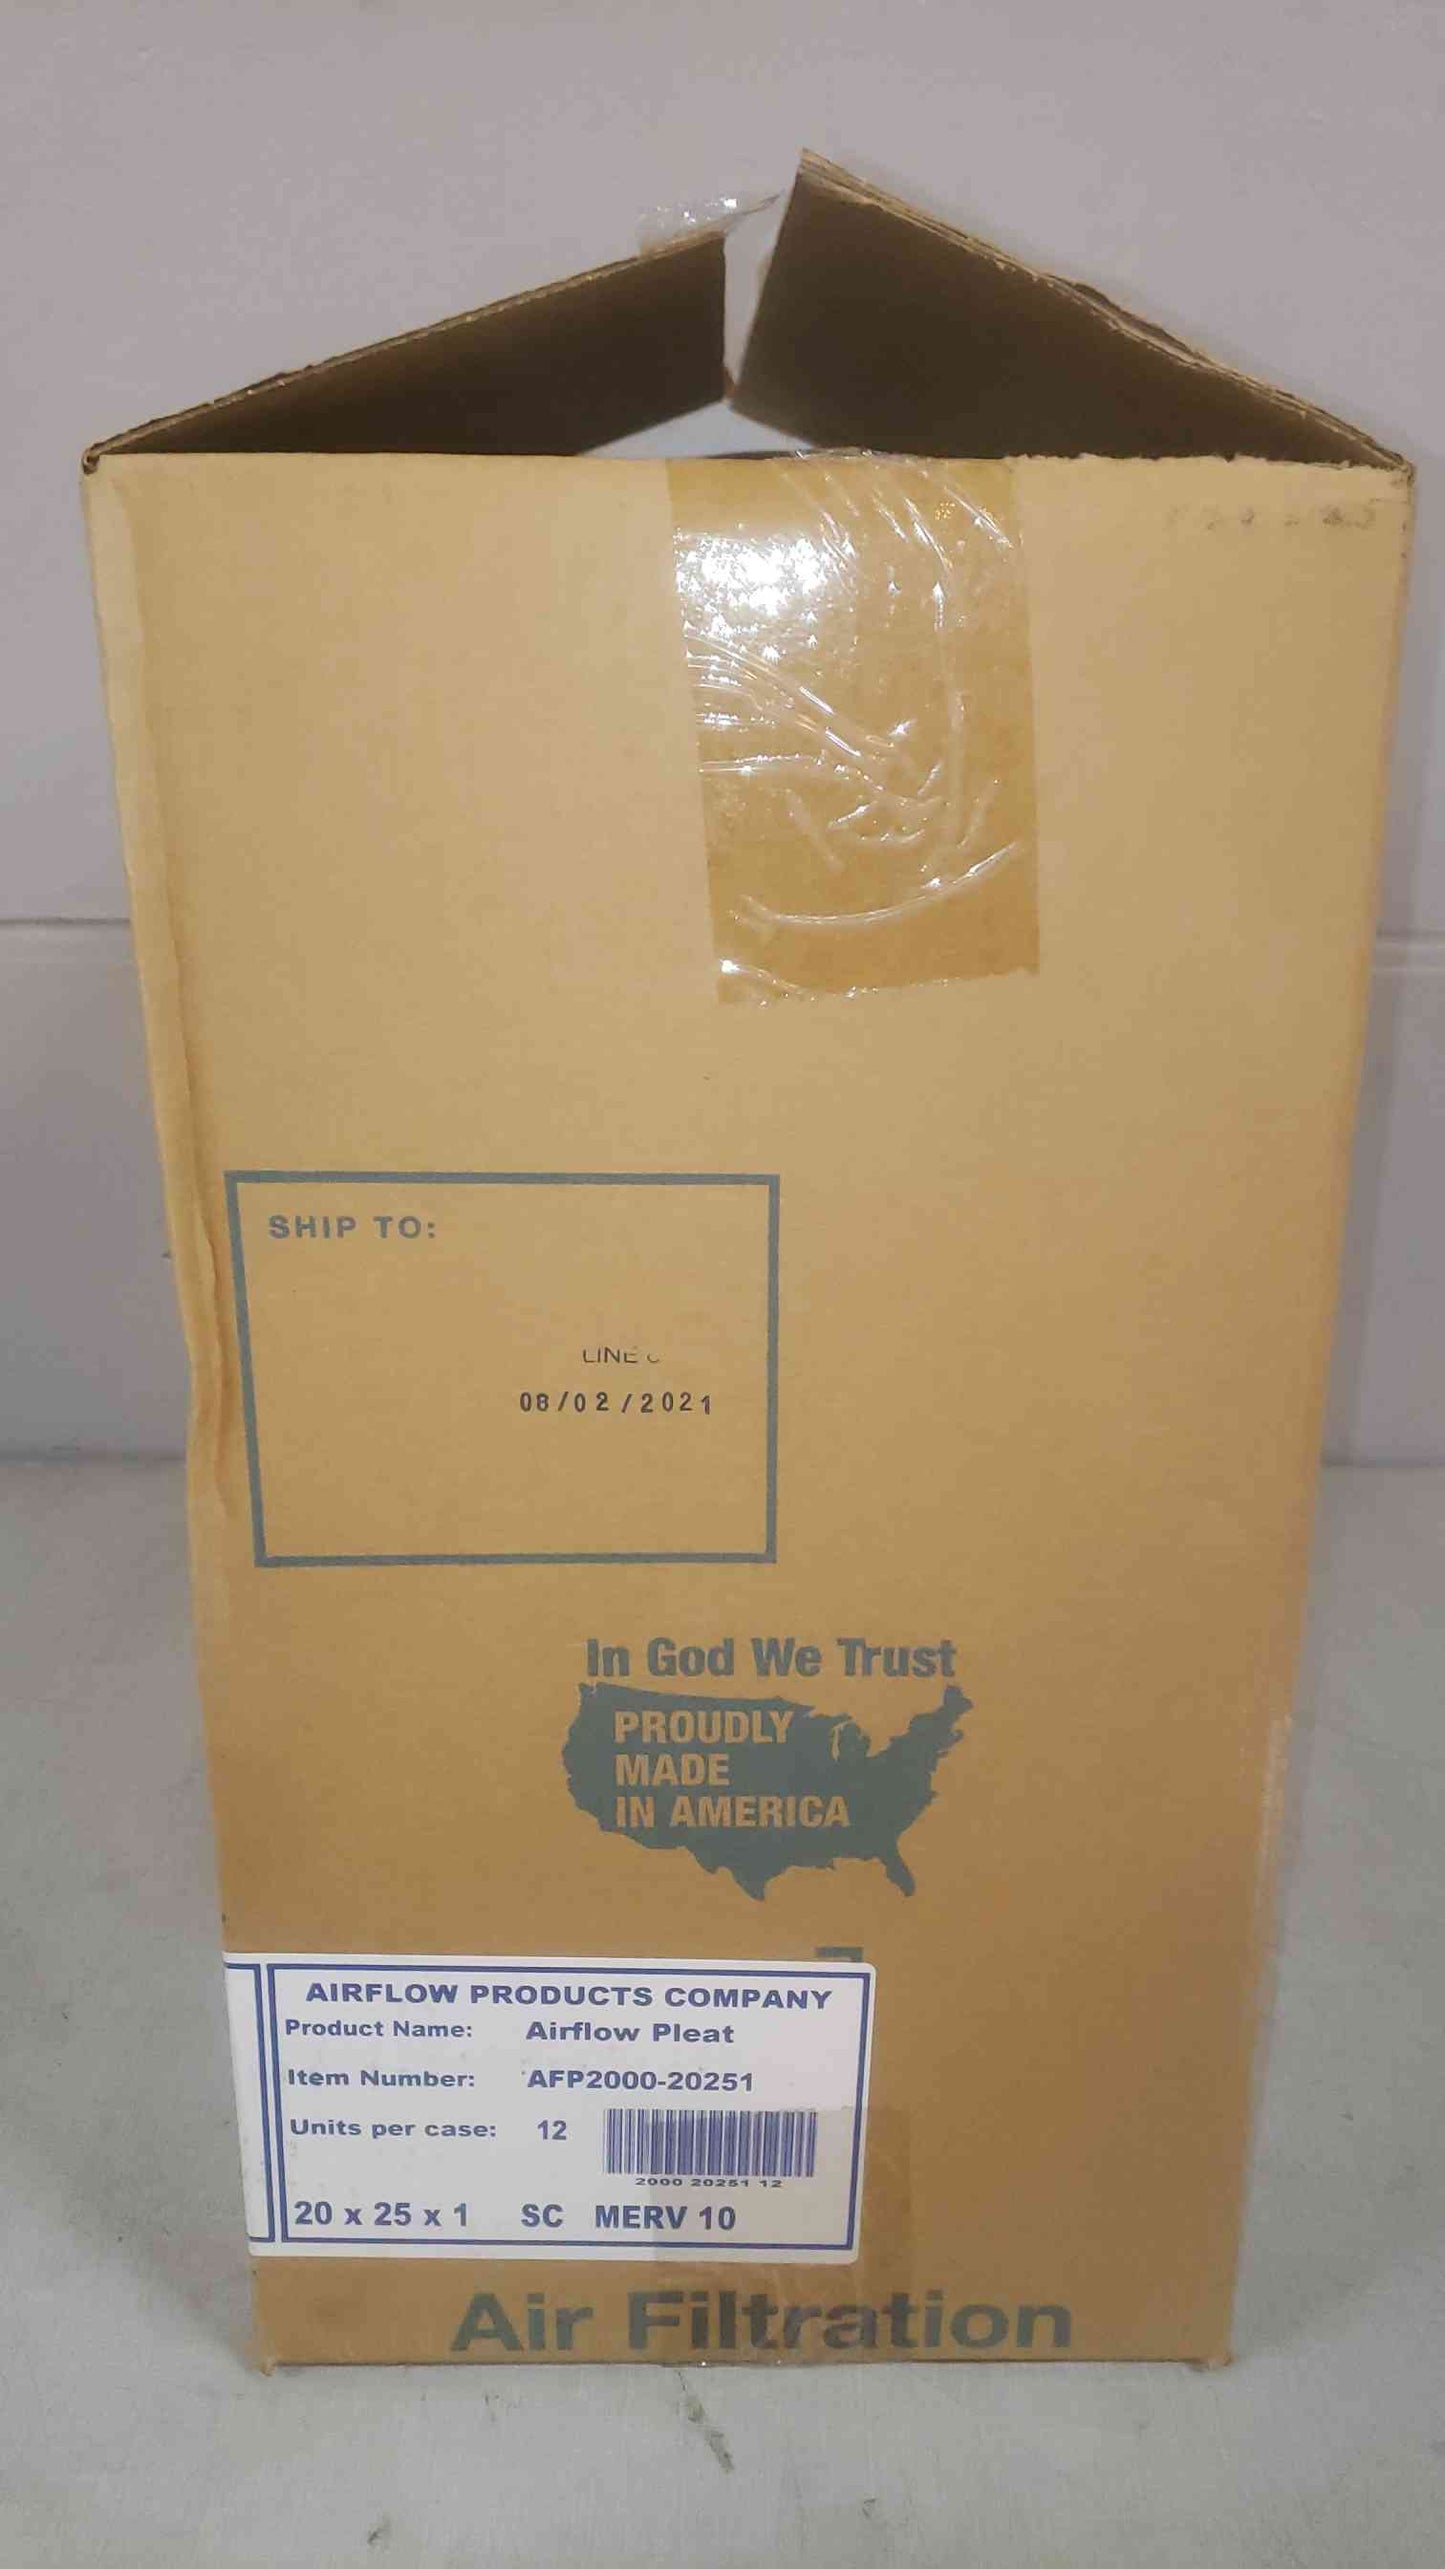 SHIP TO:
LINE
08/02/2021
In God We Trust
PROUDLY
MADE
IN AMERICA
AIRFLOW PRODUCTS COMPANY
Product Name: Airflow Pleat
Item Number: AFP2000-20251
Units per case: 12
2000 20251 12
20 x 25 x 1 SC MERV 10
Air Filtration